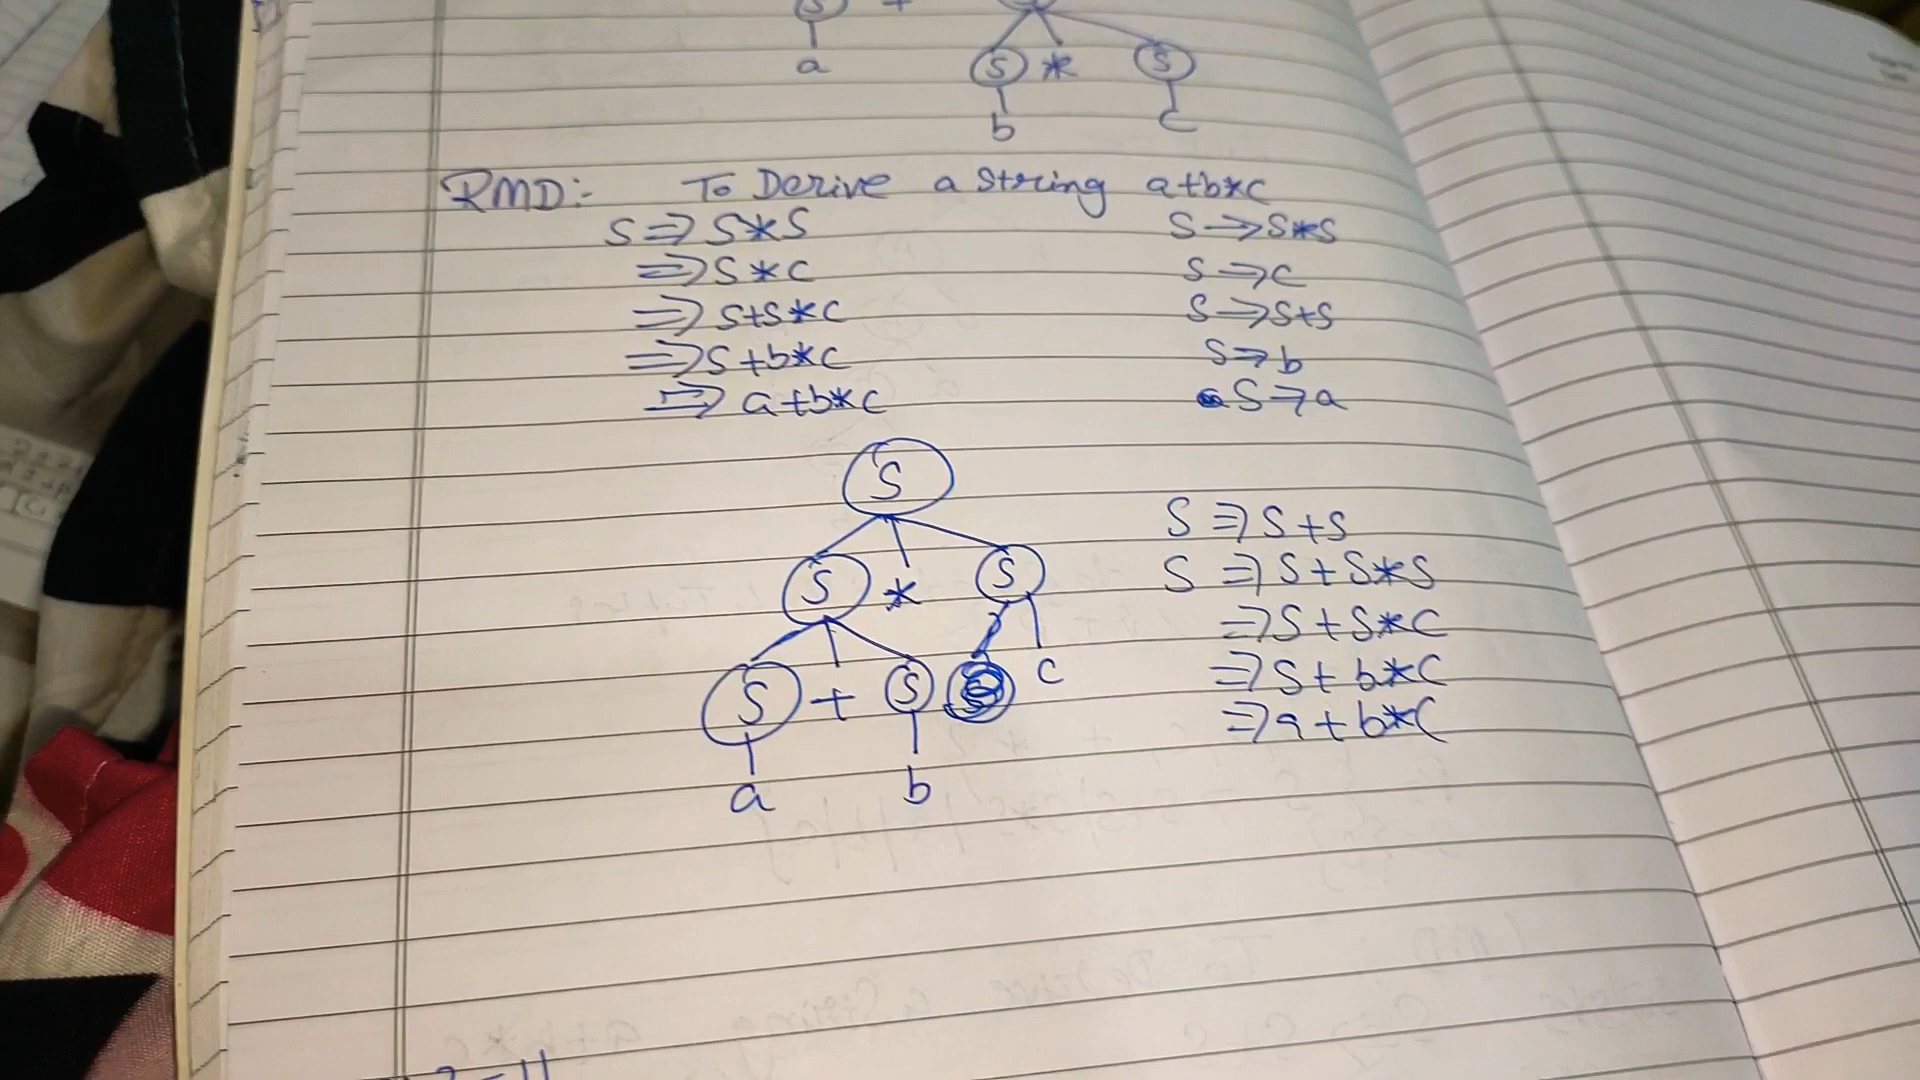 S +
a S * S
b c
RMD:- To Derive a string a+b*c
S ⇒ S*S S → S*S
⇒ S*c S → c
⇒ S+S*c S → S+S
⇒ S+b*c S ⇒ b
⇒ a+b*c S ⇒ a
S
S ⇒ S+S
S * S S ⇒ S+S*S
⇒ S+S*C
S + S c ⇒ S+b*C
⇒ a+b*C
a b